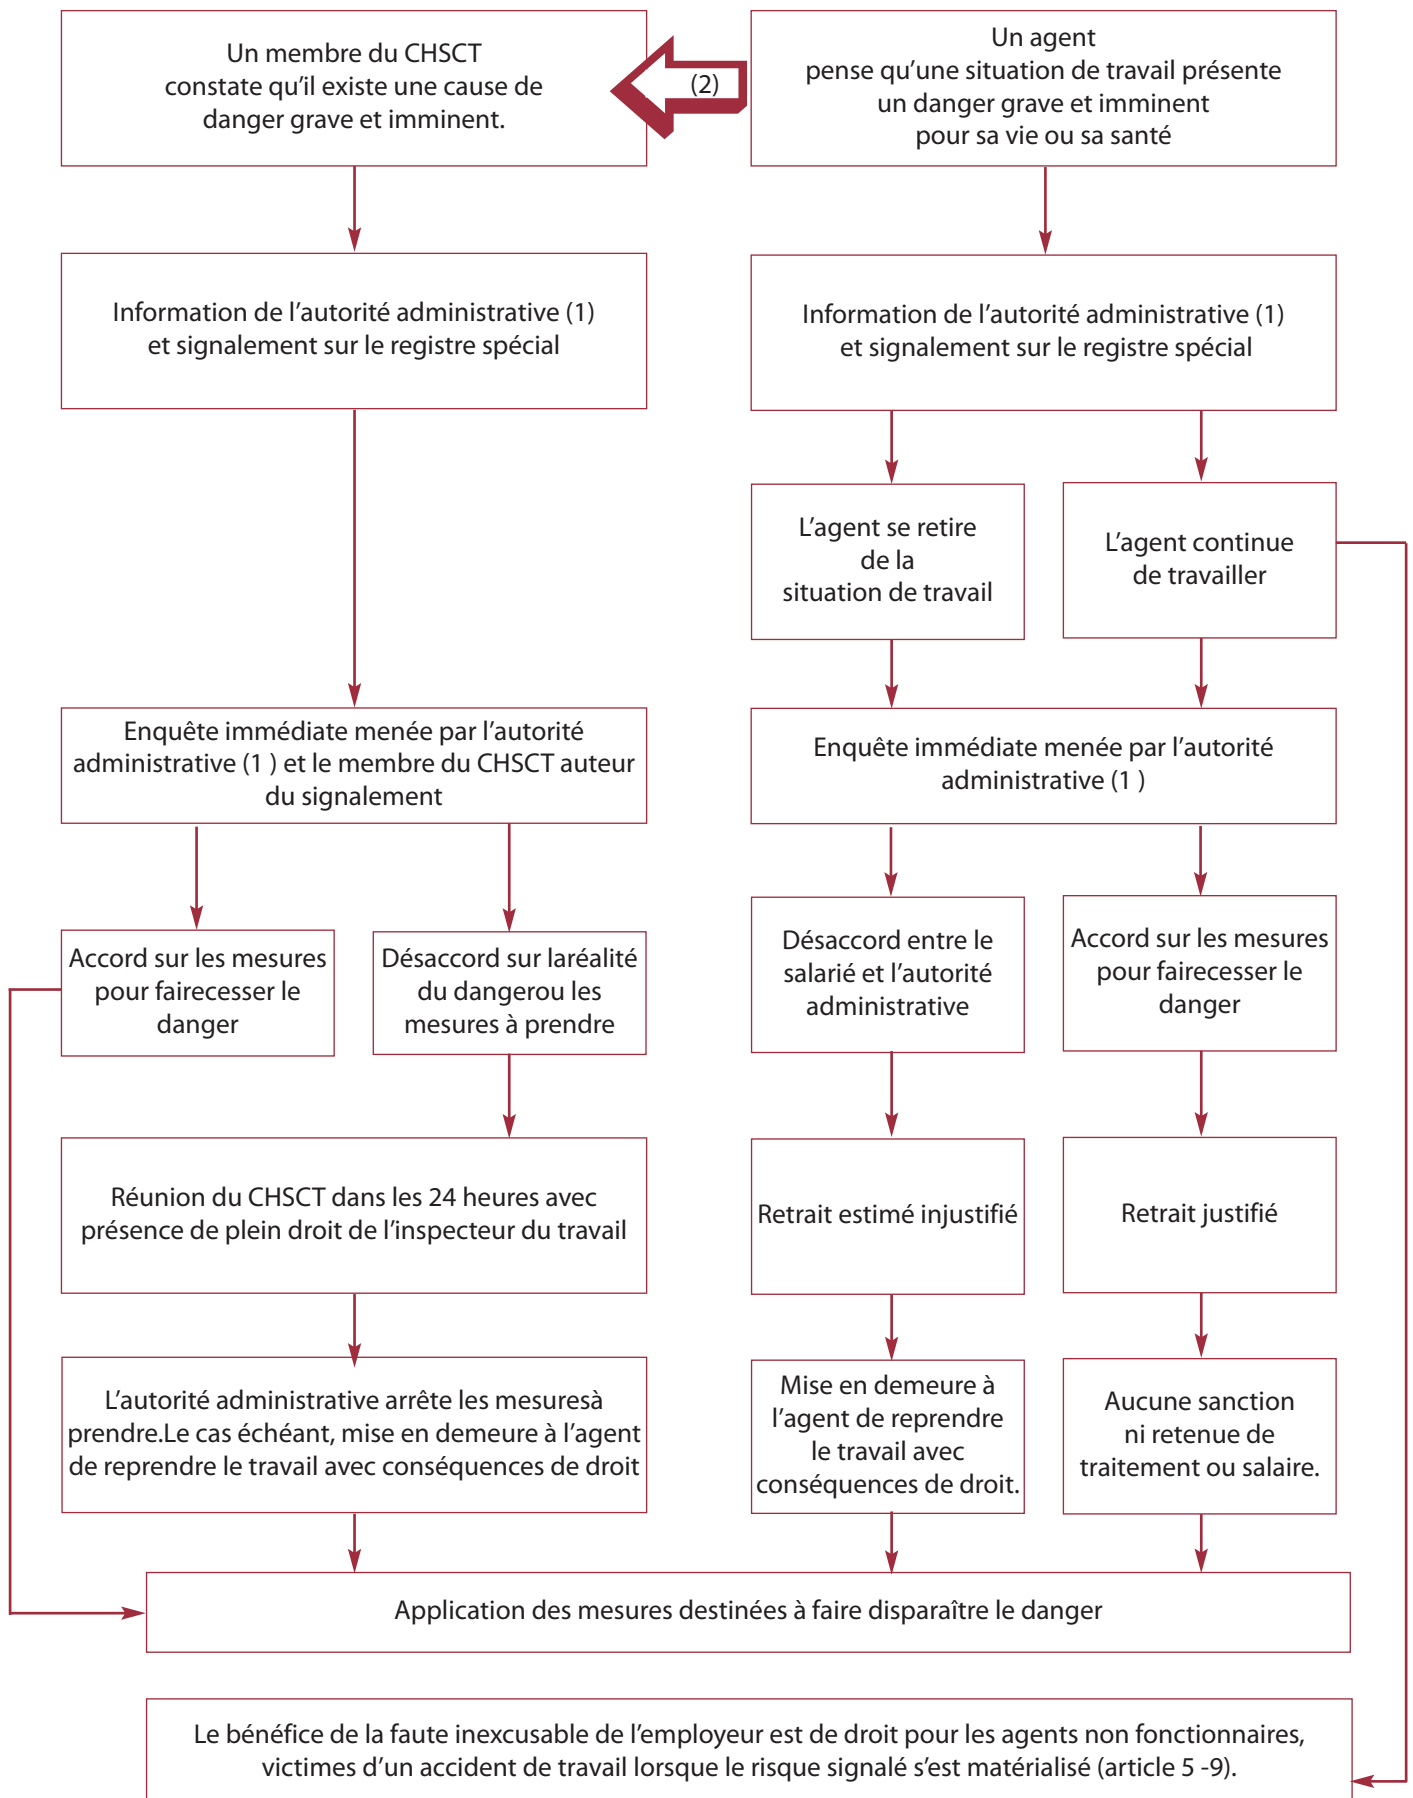 Un membre du CHSCT
constate qu’il existe une cause de
danger grave et imminent.
(2)
Un agent
pense qu’une situation de travail présente
un danger grave et imminent
pour sa vie ou sa santé
Information de l’autorité administrative (1)
et signalement sur le registre spécial
Information de l’autorité administrative (1)
et signalement sur le registre spécial
L’agent se retire
de la
situation de travail
L’agent continue
de travailler
Enquête immédiate menée par l’autorité
administrative (1 ) et le membre du CHSCT auteur
du signalement
Enquête immédiate menée par l’autorité
administrative (1 )
Accord sur les mesures
pour fairecesser le
danger
Désaccord sur laréalité
du dangerou les
mesures à prendre
Désaccord entre le
salarié et l’autorité
administrative
Accord sur les mesures
pour fairecesser le
danger
Réunion du CHSCT dans les 24 heures avec
présence de plein droit de l’inspecteur du travail
Retrait estimé injustifié
Retrait justifié
L’autorité administrative arrête les mesuresà
prendre.Le cas échéant, mise en demeure à l’agent
de reprendre le travail avec conséquences de droit
Mise en demeure à
l’agent de reprendre
le travail avec
conséquences de droit.
Aucune sanction
ni retenue de
traitement ou salaire.
Application des mesures destinées à faire disparaître le danger
Le bénéfice de la faute inexcusable de l’employeur est de droit pour les agents non fonctionnaires,
victimes d’un accident de travail lorsque le risque signalé s’est matérialisé (article 5 -9).